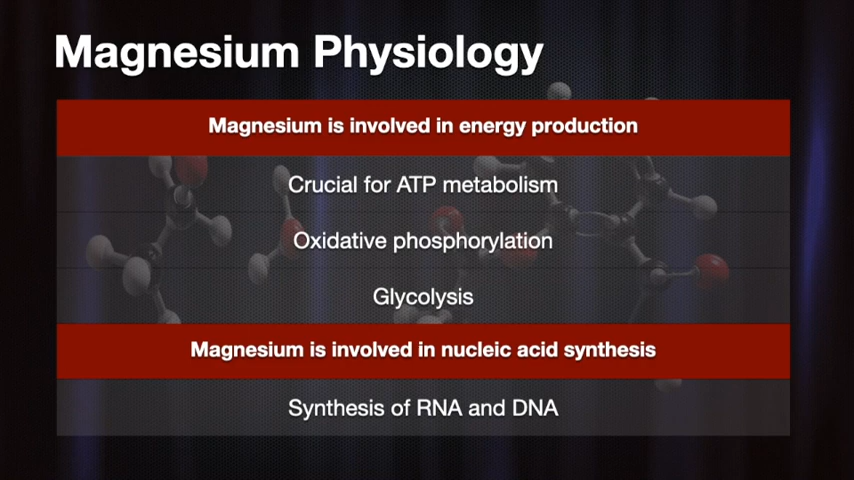 Magnesium Physiology
Magnesium is involved in energy production
Crucial for ATP metabolism
Oxidative phosphorylation
Glycolysis
Magnesium is involved in nucleic acid synthesis
Synthesis of RNA and DNA